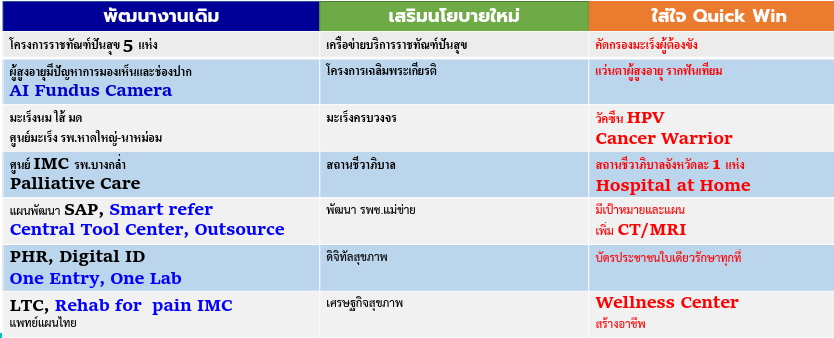 พัฒนางานเดิม เสริมนโยบายใหม่ ใส่ใจ Quick Win
โครงการราชทัณฑ์ปันสุข 5 แห่ง เครือข่ายบริการราชทัณฑ์ปันสุข คัดกรองมะเร็งผู้ต้องขัง
ผู้สูงอายุมีปัญหาการมองเห็นและช่องปาก โครงการเฉลิมพระเกียรติ แว่นตาผู้สูงอายุ รากฟันเทียม
AI Fundus Camera
มะเร็งนม ไส้ มด มะเร็งครบวงจร วัคซีน HPV
ศูนย์มะเร็ง รพ.หาดใหญ่-นาหม่อม Cancer Warrior
ศูนย์ IMC รพ.บางกล่ำ สถานชีวาภิบาล สถานชีวาภิบาลจังหวัดละ 1 แห่ง
Palliative Care Hospital at Home
แผนพัฒนา SAP, Smart refer พัฒนา รพช.แม่ข่าย มีเป้าหมายและแผน
Central Tool Center, Outsource เพิ่ม CT/MRI
PHR, Digital ID ดิจิทัลสุขภาพ บัตรประชาชนใบเดียวรักษาทุกที่
One Entry, One Lab
LTC, Rehab for pain IMC เศรษฐกิจสุขภาพ Wellness Center
แพทย์แผนไทย สร้างอาชีพ